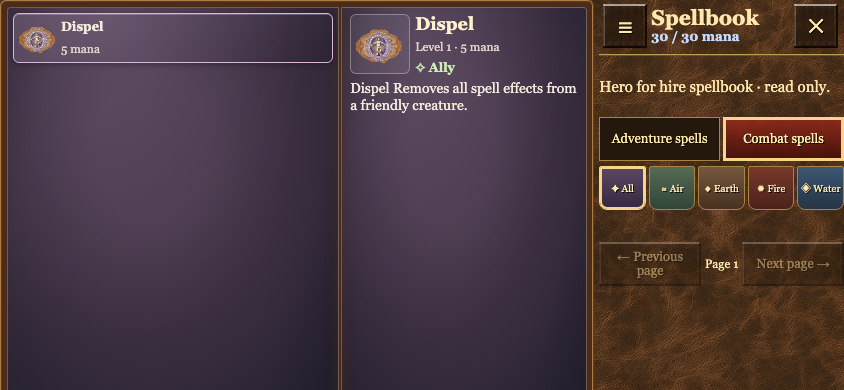 Dispel
5 mana
Dispel
Level 1 · 5 mana
✧ Ally
Dispel Removes all spell effects from
a friendly creature.
☰
Spellbook
30 / 30 mana
✕
Hero for hire spellbook · read only.
Adventure spells
Combat spells
✦ All
≈ Air
♦ Earth
✹ Fire
◈ Water
← Previous
page
Page 1
Next page →